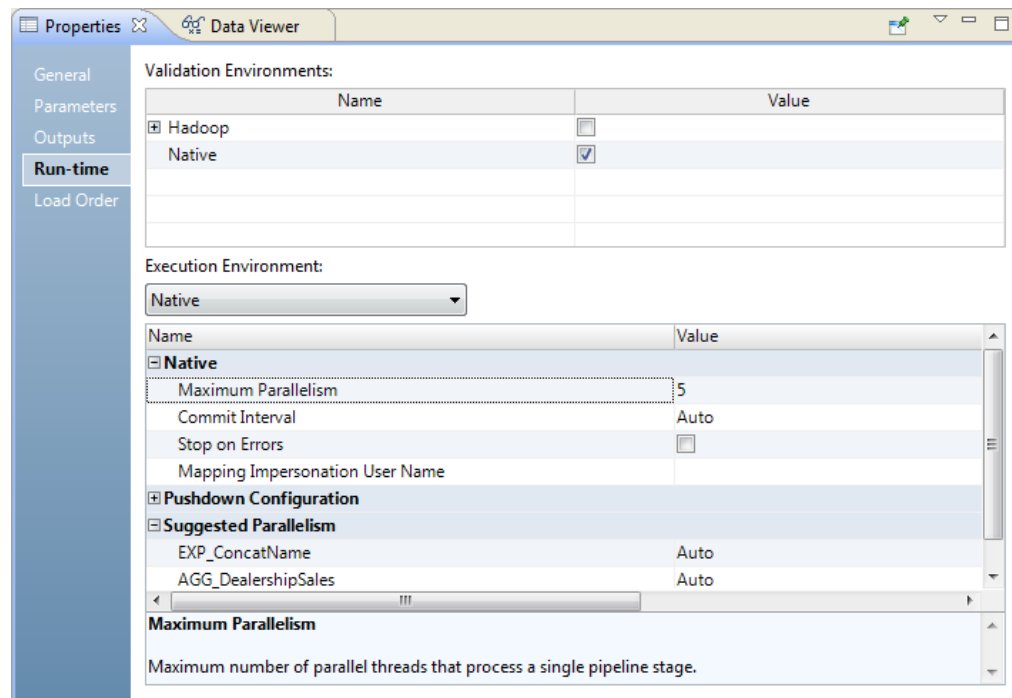 Properties Data Viewer
General
Parameters
Outputs
Run-time
Load Order
Validation Environments:
Name Value
Hadoop
Native
Execution Environment:
Native
Name Value
Native
Maximum Parallelism 5
Commit Interval Auto
Stop on Errors
Mapping Impersonation User Name
Pushdown Configuration
Suggested Parallelism
EXP_ConcatName Auto
AGG_DealershipSales Auto
Maximum Parallelism
Maximum number of parallel threads that process a single pipeline stage.